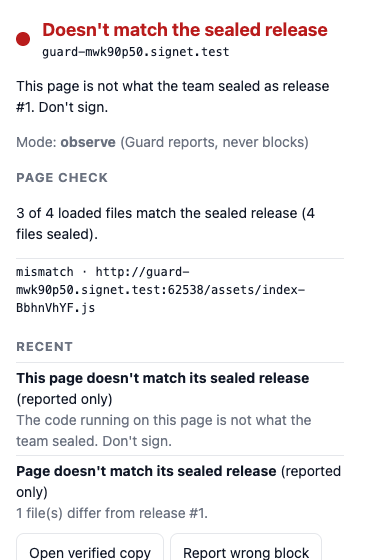 Doesn't match the sealed release
guard-mwk90p50.signet.test
This page is not what the team sealed as release
#1. Don't sign.
Mode: observe (Guard reports, never blocks)
PAGE CHECK
3 of 4 loaded files match the sealed release (4
files sealed).
mismatch · http://guard-
mwk90p50.signet.test:62538/assets/index-
BbhnVhYF.js
RECENT
This page doesn't match its sealed release
(reported only)
The code running on this page is not what the
team sealed. Don't sign.
Page doesn't match its sealed release (reported
only)
1 file(s) differ from release #1.
Open verified copy
Report wrong block